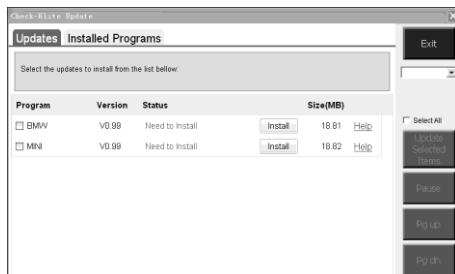 Check-Elite Update
Updates Installed Programs
Exit
Select the updates to install from the list bellow:
Program Version Status Size(MB)
Select All
BMW V0.99 Need to Install Install 18.81 Help
MINI V0.99 Need to Install Install 18.82 Help
Update
Selected
Items
Pause
Pg up
Pg dn